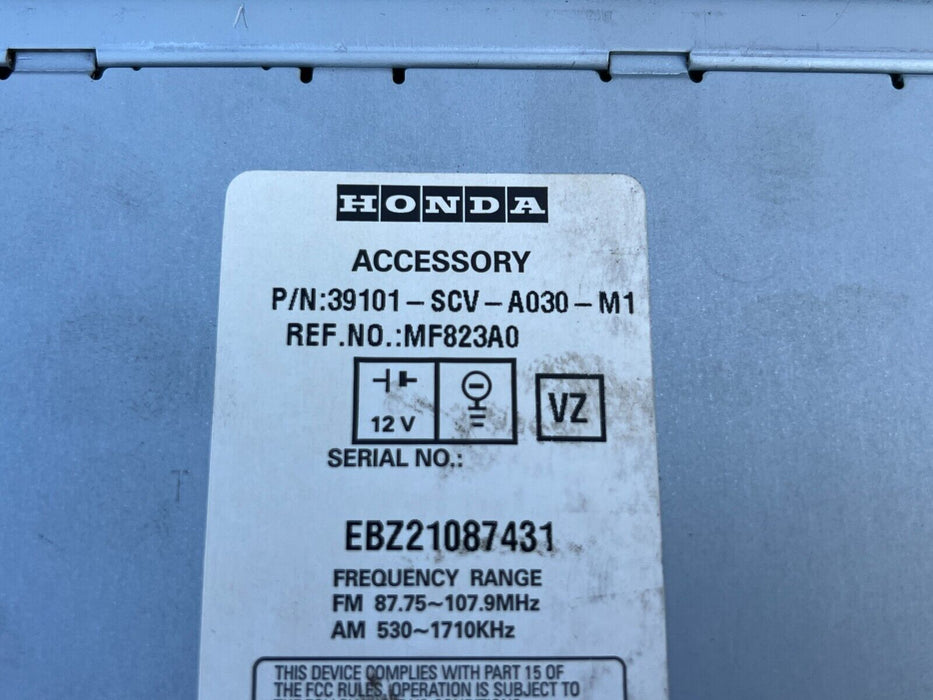 HONDA
ACCESSORY
P/N:39101-SCV-A030-M1
REF.NO.:MF823A0
12 V
VZ
SERIAL NO.:
EBZ21087431
FREQUENCY RANGE
FM 87.75~107.9MHz
AM 530~1710KHz
THIS DEVICE COMPLIES WITH PART 15 OF
THE FCC RULES. OPERATION IS SUBJECT TO